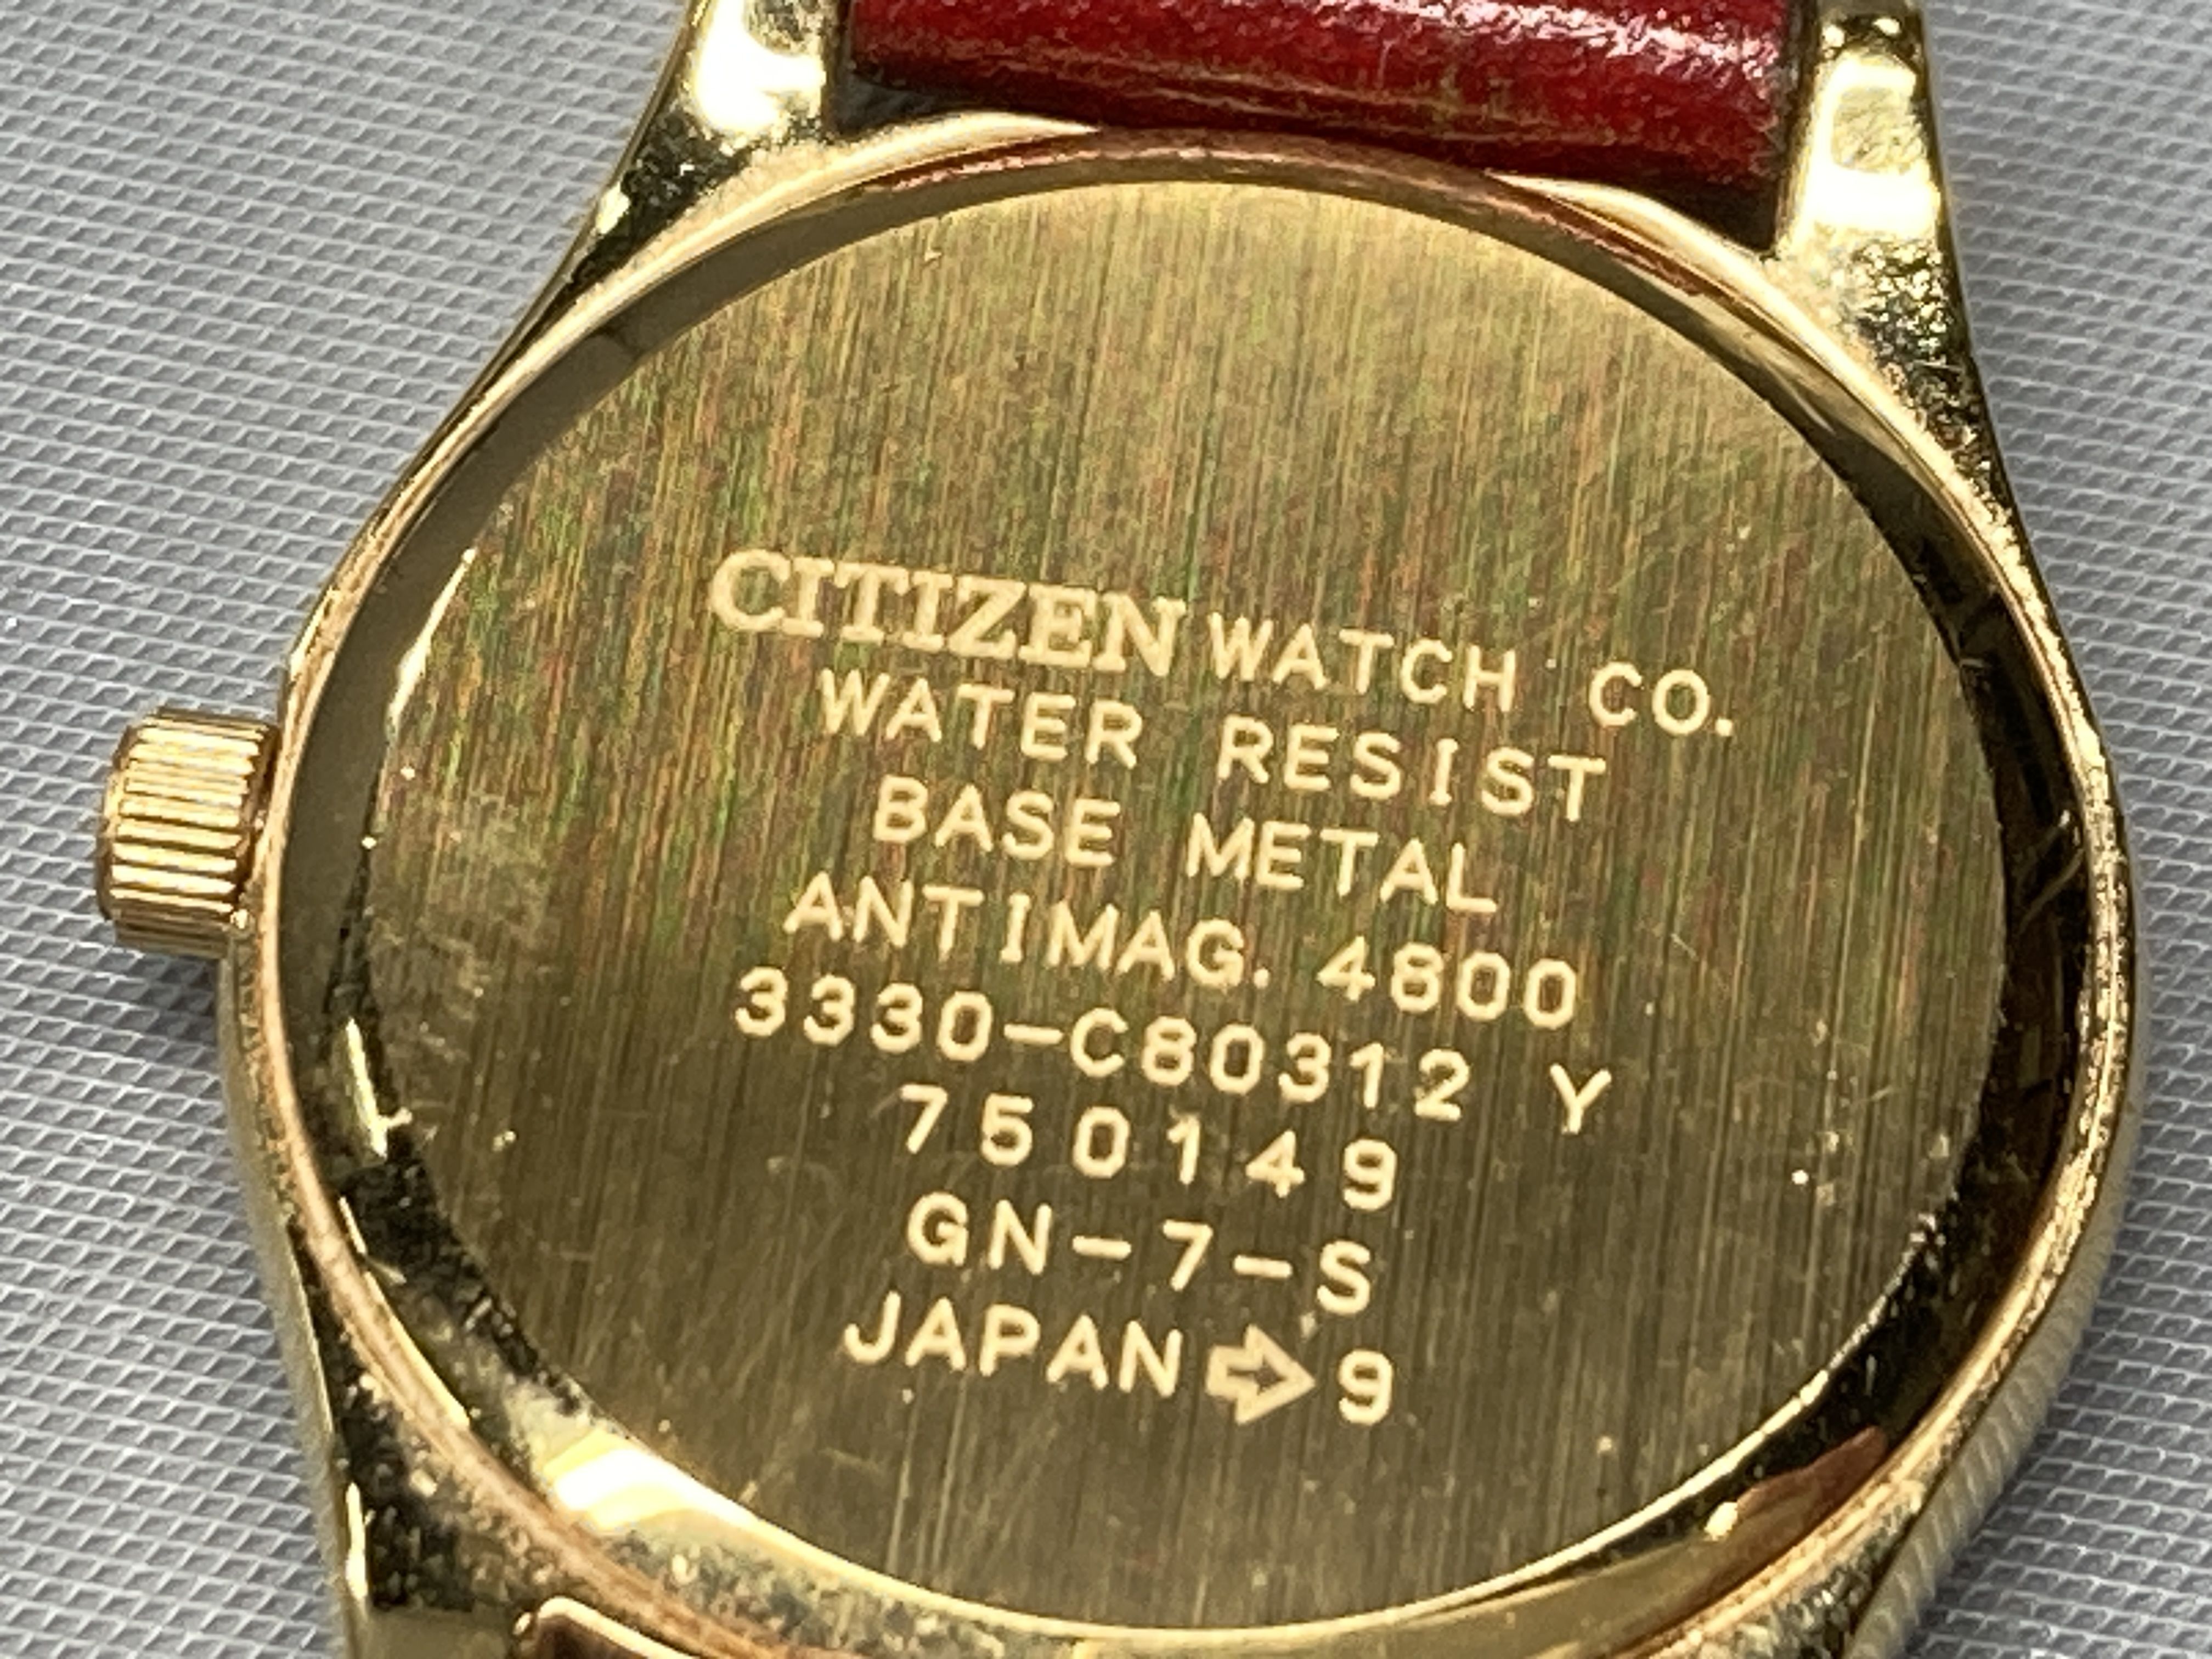 CITIZEN WATCH CO.
WATER RESIST
BASE METAL
ANTIMAG. 4800
3330-C80312 Y
750149
GN-7-S
JAPAN ⇨ 9